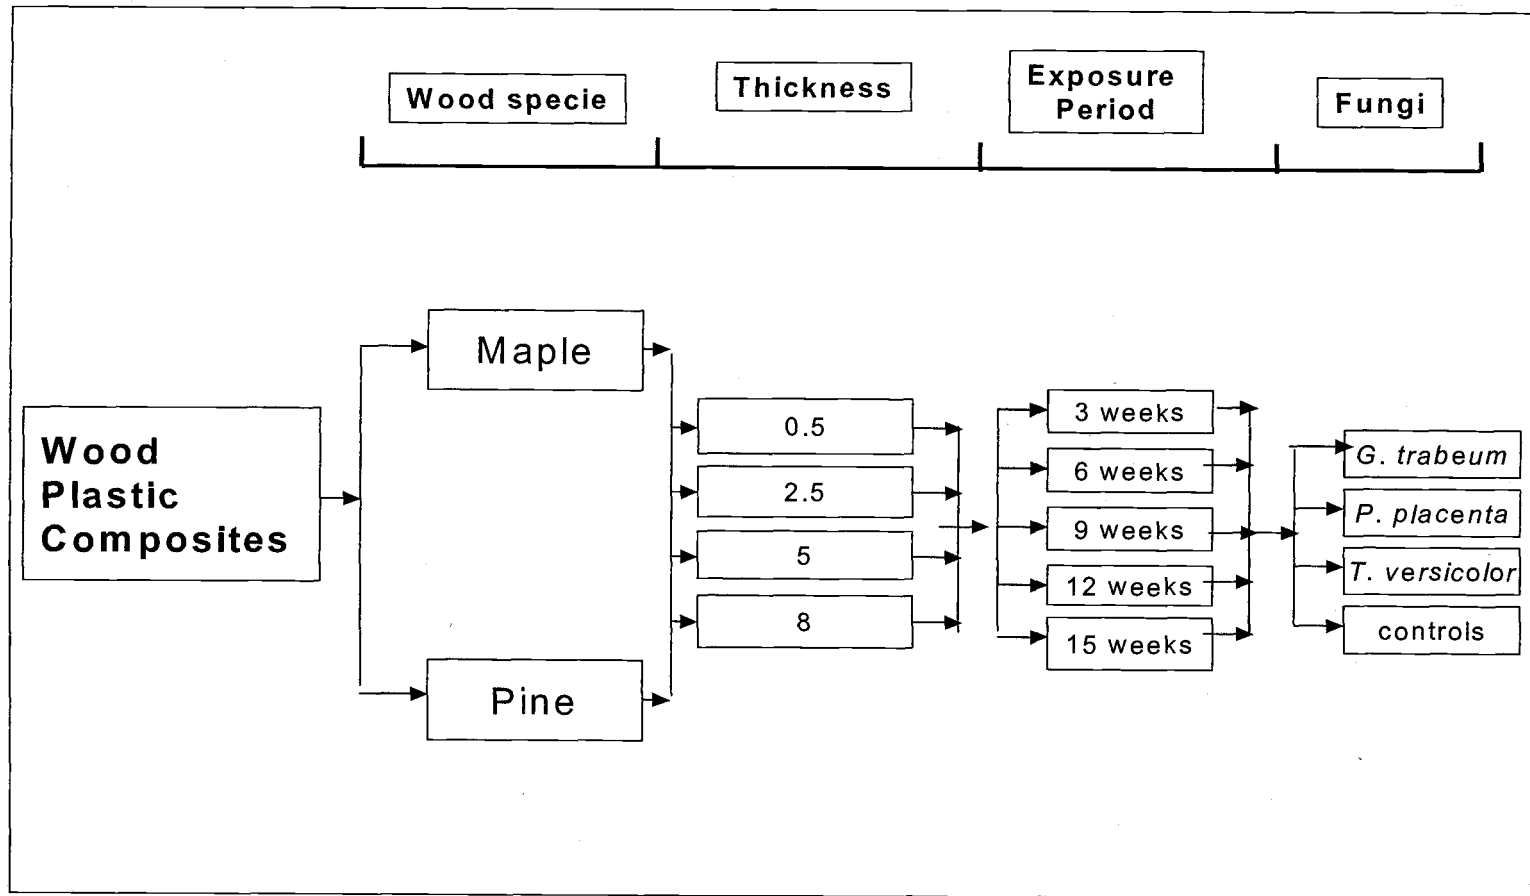 Wood specie
Thickness
Exposure
Period
Fungi
Wood
Plastic
Composites
Maple
Pine
0.5
2.5
5
8
3 weeks
6 weeks
9 weeks
12 weeks
15 weeks
G. trabeum
P. placenta
T. versicolor
controls